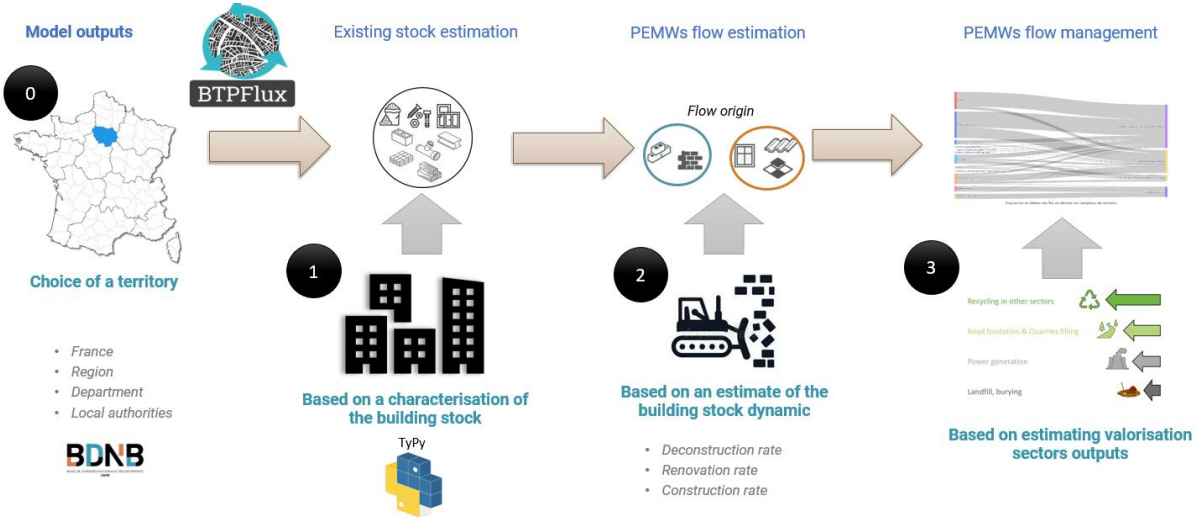 Model outputs
BTPFlux
Existing stock estimation
PEMWs flow estimation
PEMWs flow management
0
Flow origin
Choice of a territory
1
2
3
• France
• Region
• Department
• Local authorities
BDNB
Based on a characterisation of
the building stock
TyPy
Based on an estimate of the
building stock dynamic
• Deconstruction rate
• Renovation rate
• Construction rate
Recycling in other sectors
Road fondation & Quarries filling
Power generation
Landfill, burying
Based on estimating valorisation
sectors outputs